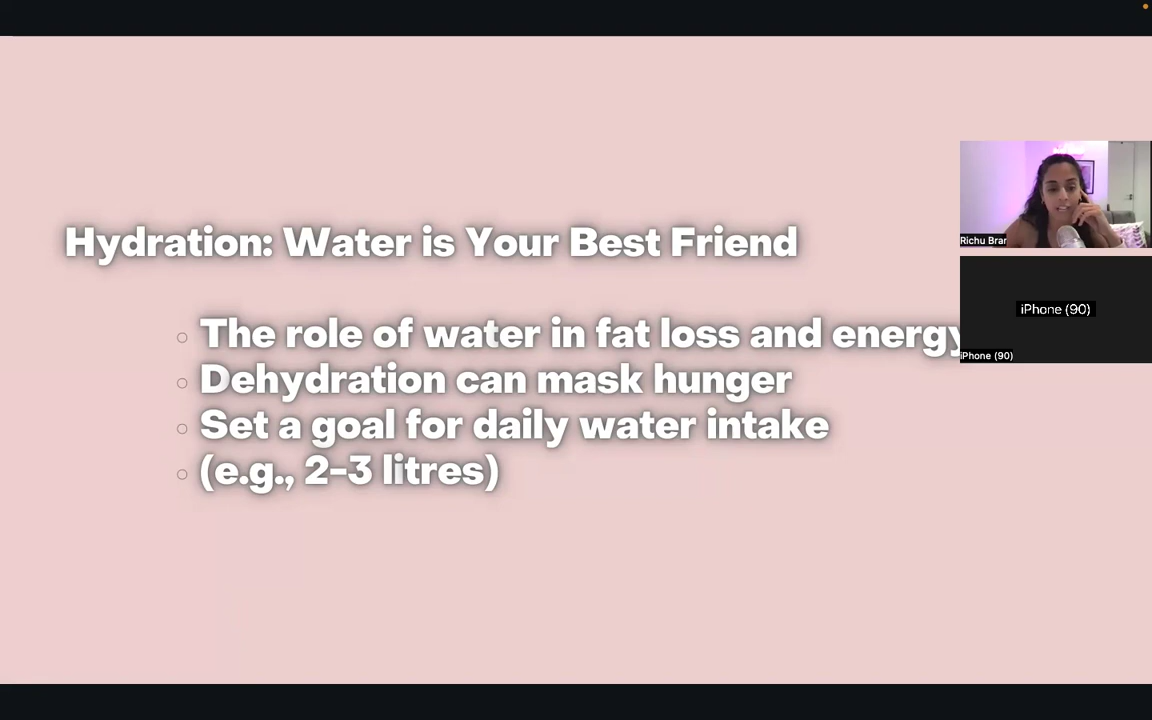 Hydration: Water is Your Best Friend
The role of water in fat loss and energy
Dehydration can mask hunger
Set a goal for daily water intake
(e.g., 2-3 litres)
Richu Bran
iPhone (90)
iPhone (90)